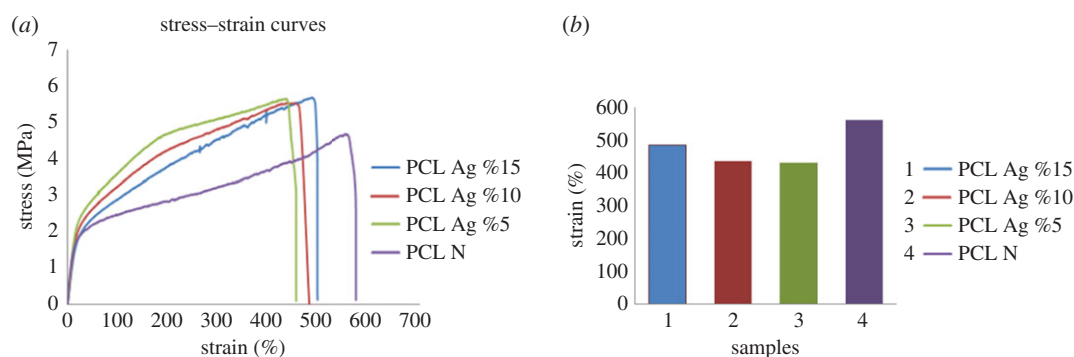 (a)
stress–strain curves
7
6
5
4
3
2
1
0
stress (MPa)
0 100 200 300 400 500 600 700
strain (%)
PCL Ag %15
PCL Ag %10
PCL Ag %5
PCL N
(b)
600
500
400
300
200
100
0
strain (%)
1 2 3 4
samples
1 PCL Ag %15
2 PCL Ag %10
3 PCL Ag %5
4 PCL N